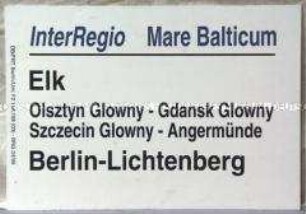 InterRegio Mare Balticum
Elk
Olsztyn Glowny - Gdansk Glowny
Szczecin Glowny - Angermünde
Berlin-Lichtenberg